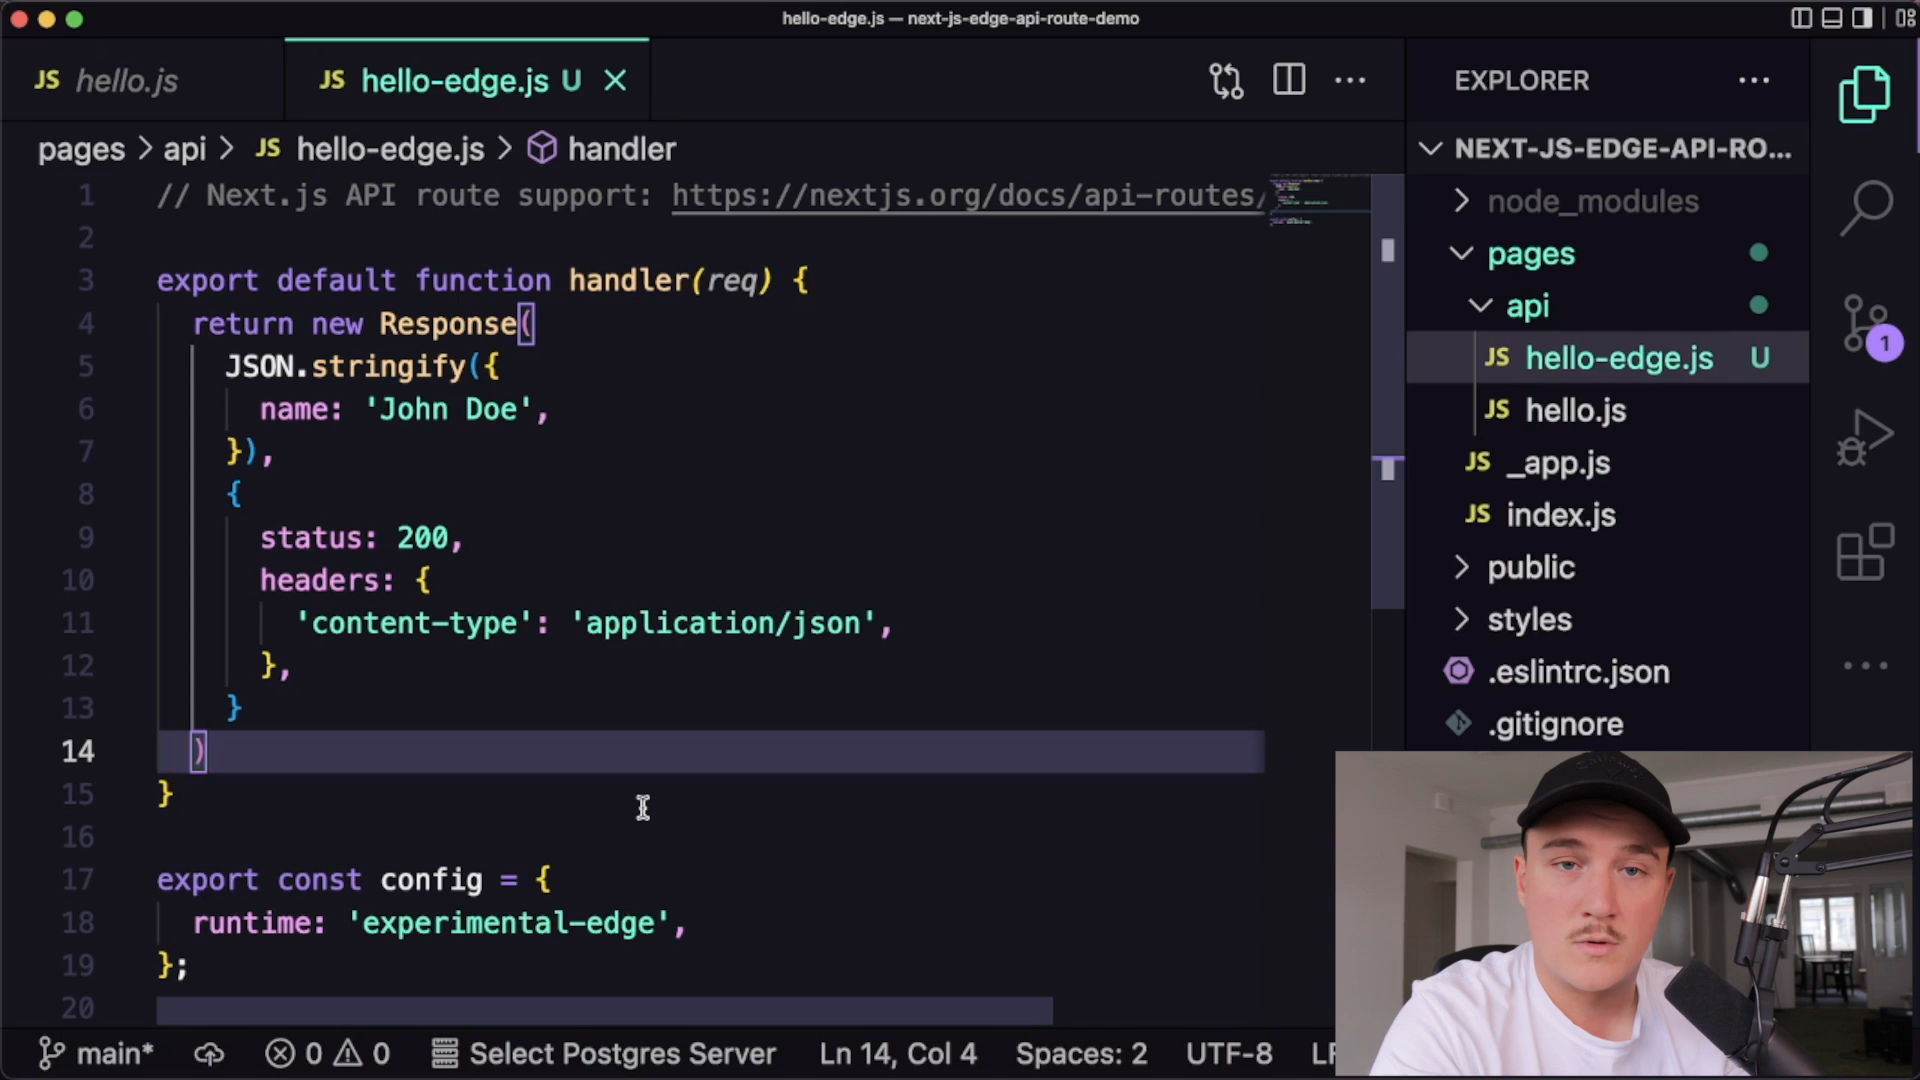 hello-edge.js — next-js-edge-api-route-demo
JS hello.js
JS hello-edge.js U
pages > api > JS hello-edge.js > handler
1 // Next.js API route support: https://nextjs.org/docs/api-routes/
2
3 export default function handler(req) {
4 return new Response(
5 JSON.stringify({
6 name: 'John Doe',
7 }),
8 {
9 status: 200,
10 headers: {
11 'content-type': 'application/json',
12 },
13 }
14 )
15 }
16
17 export const config = {
18 runtime: 'experimental-edge',
19 };
20
main* 0 0 Select Postgres Server Ln 14, Col 4 Spaces: 2 UTF-8
EXPLORER
NEXT-JS-EDGE-API-RO...
node_modules
pages
api
JS hello-edge.js U
JS hello.js
JS _app.js
JS index.js
public
styles
.eslintrc.json
.gitignore
1